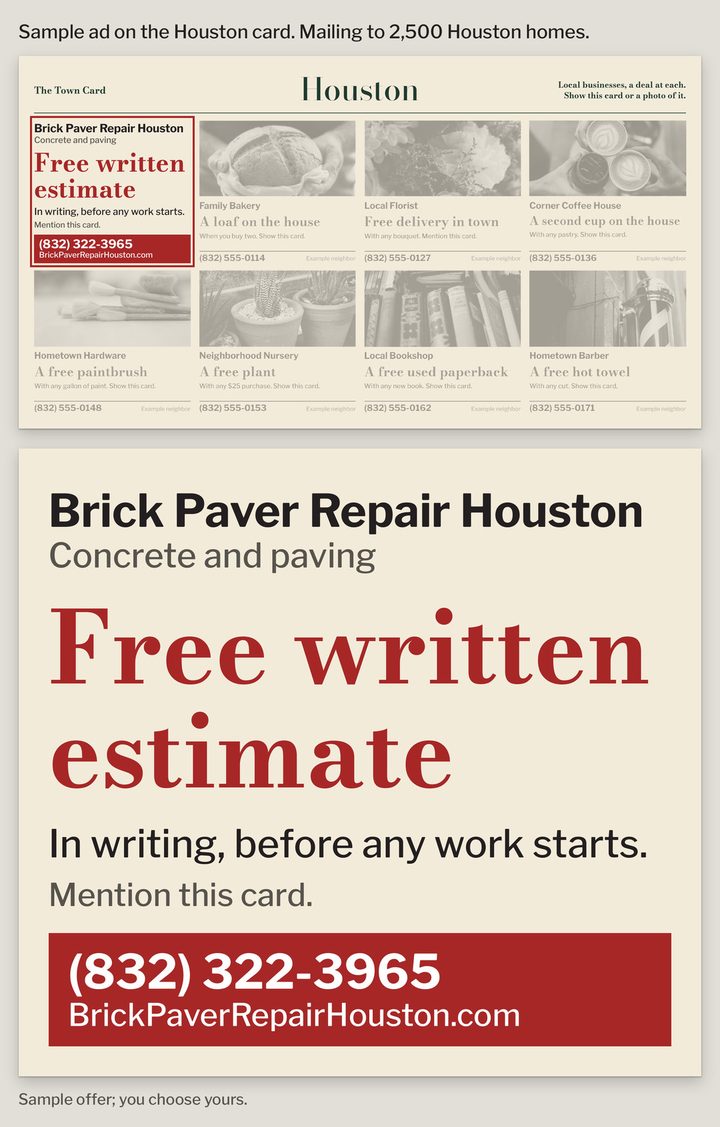 Sample ad on the Houston card. Mailing to 2,500 Houston homes.
The Town Card
Houston
Local businesses, a deal at each.
Show this card or a photo of it.
Brick Paver Repair Houston
Concrete and paving
Free written
estimate
In writing, before any work starts.
Mention this card.
(832) 322-3965
BrickPaverRepairHouston.com
Family Bakery
A loaf on the house
When you buy two. Show this card.
(832) 555-0114
Example neighbor
Local Florist
Free delivery in town
With any bouquet. Mention this card.
(832) 555-0127
Example neighbor
Corner Coffee House
A second cup on the house
With any pastry. Show this card.
(832) 555-0136
Example neighbor
Hometown Hardware
A free paintbrush
With any gallon of paint. Show this card.
(832) 555-0148
Example neighbor
Neighborhood Nursery
A free plant
With any $25 purchase. Show this card.
(832) 555-0153
Example neighbor
Local Bookshop
A free used paperback
With any new book. Show this card.
(832) 555-0162
Example neighbor
Hometown Barber
A free hot towel
With any cut. Show this card.
(832) 555-0171
Example neighbor
Brick Paver Repair Houston
Concrete and paving
Free written
estimate
In writing, before any work starts.
Mention this card.
(832) 322-3965
BrickPaverRepairHouston.com
Sample offer; you choose yours.